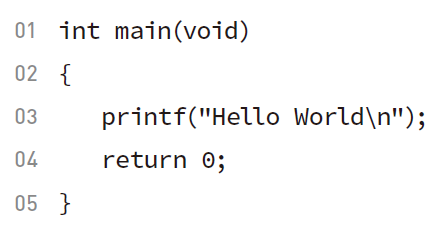 01 int main(void)
02 {
03 printf("Hello World\n");
04 return 0;
05 }